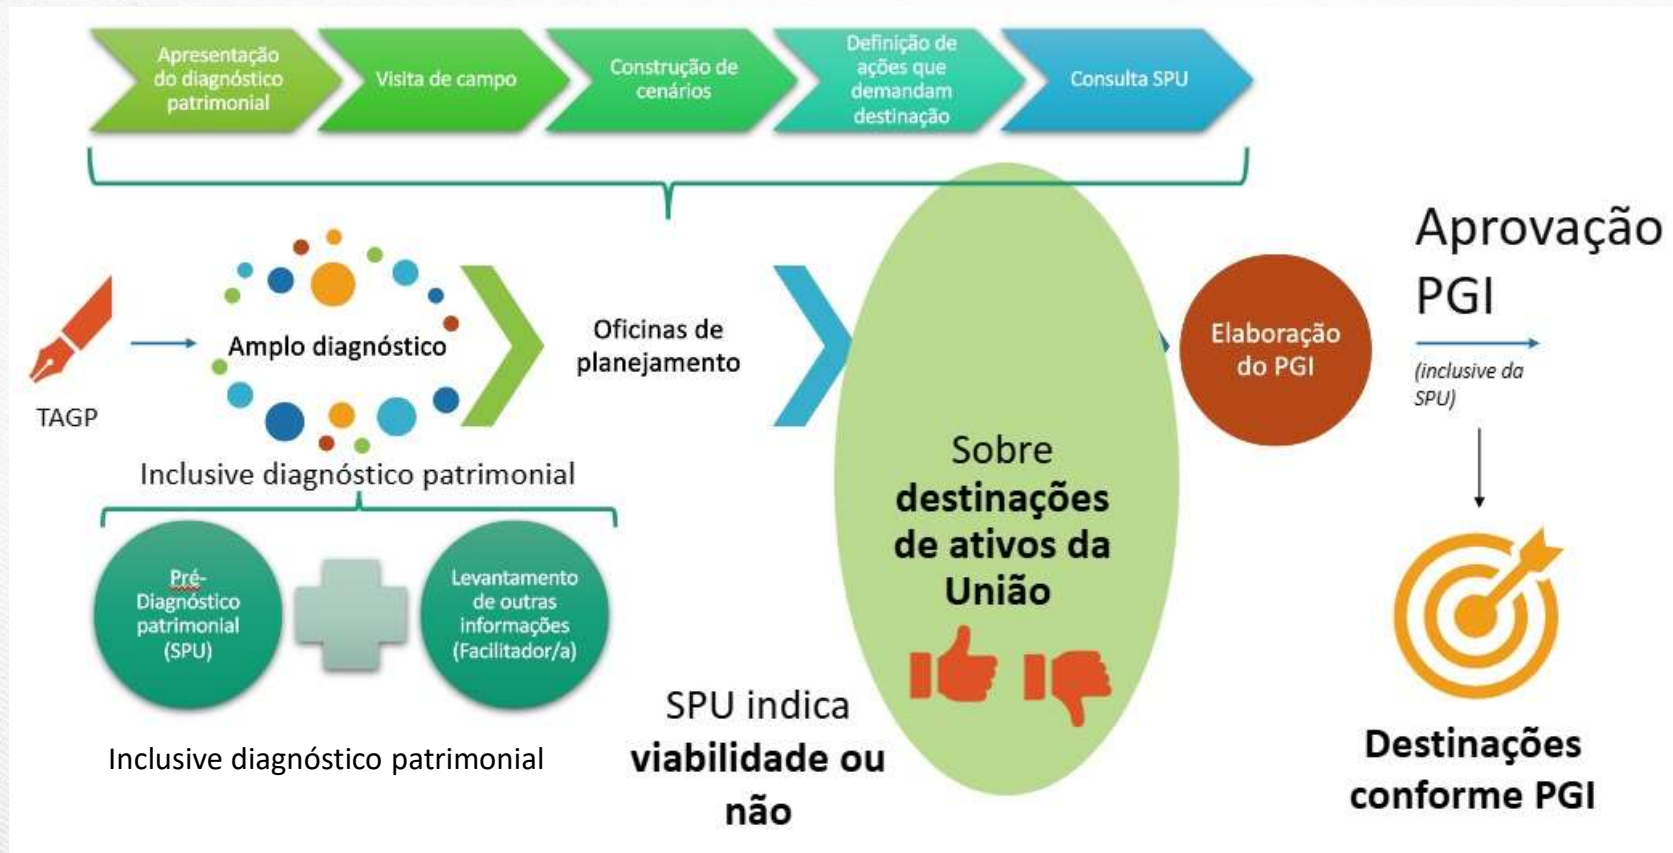 Apresentação
do diagnóstico
patrimonial
Visita de campo
Construção de
cenários
Definição de
ações que
demandam
destinação
Consulta SPU
TAGP
Amplo diagnóstico
Oficinas de
planejamento
Elaboração
do PGI
Aprovação
PGI
(inclusive da
SPU)
Inclusive diagnóstico patrimonial
Pré-
Diagnóstico
patrimonial
(SPU)
Levantamento
de outras
informações
(Facilitador/a)
Inclusive diagnóstico patrimonial
SPU indica
viabilidade ou
não
Sobre
destinações
de ativos da
União
Destinações
conforme PGI